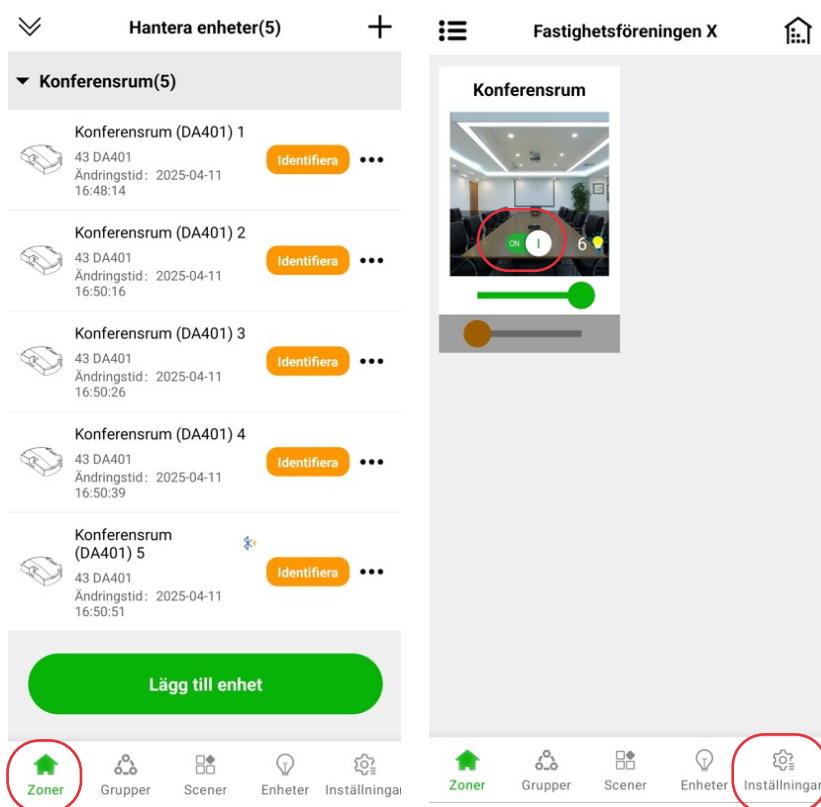 Hantera enheter(5)
Konferensrum(5)
Konferensrum (DA401) 1
43 DA401
Ändringstid: 2025-04-11
16:48:14
Identifiera
Konferensrum (DA401) 2
43 DA401
Ändringstid: 2025-04-11
16:50:16
Identifiera
Konferensrum (DA401) 3
43 DA401
Ändringstid: 2025-04-11
16:50:26
Identifiera
Konferensrum (DA401) 4
43 DA401
Ändringstid: 2025-04-11
16:50:39
Identifiera
Konferensrum
(DA401) 5
43 DA401
Ändringstid: 2025-04-11
16:50:51
Identifiera
Lägg till enhet
Zoner
Grupper
Scener
Enheter
Inställningar
Fastighetsföreningen X
Konferensrum
ON
6
Zoner
Grupper
Scener
Enheter
Inställningar